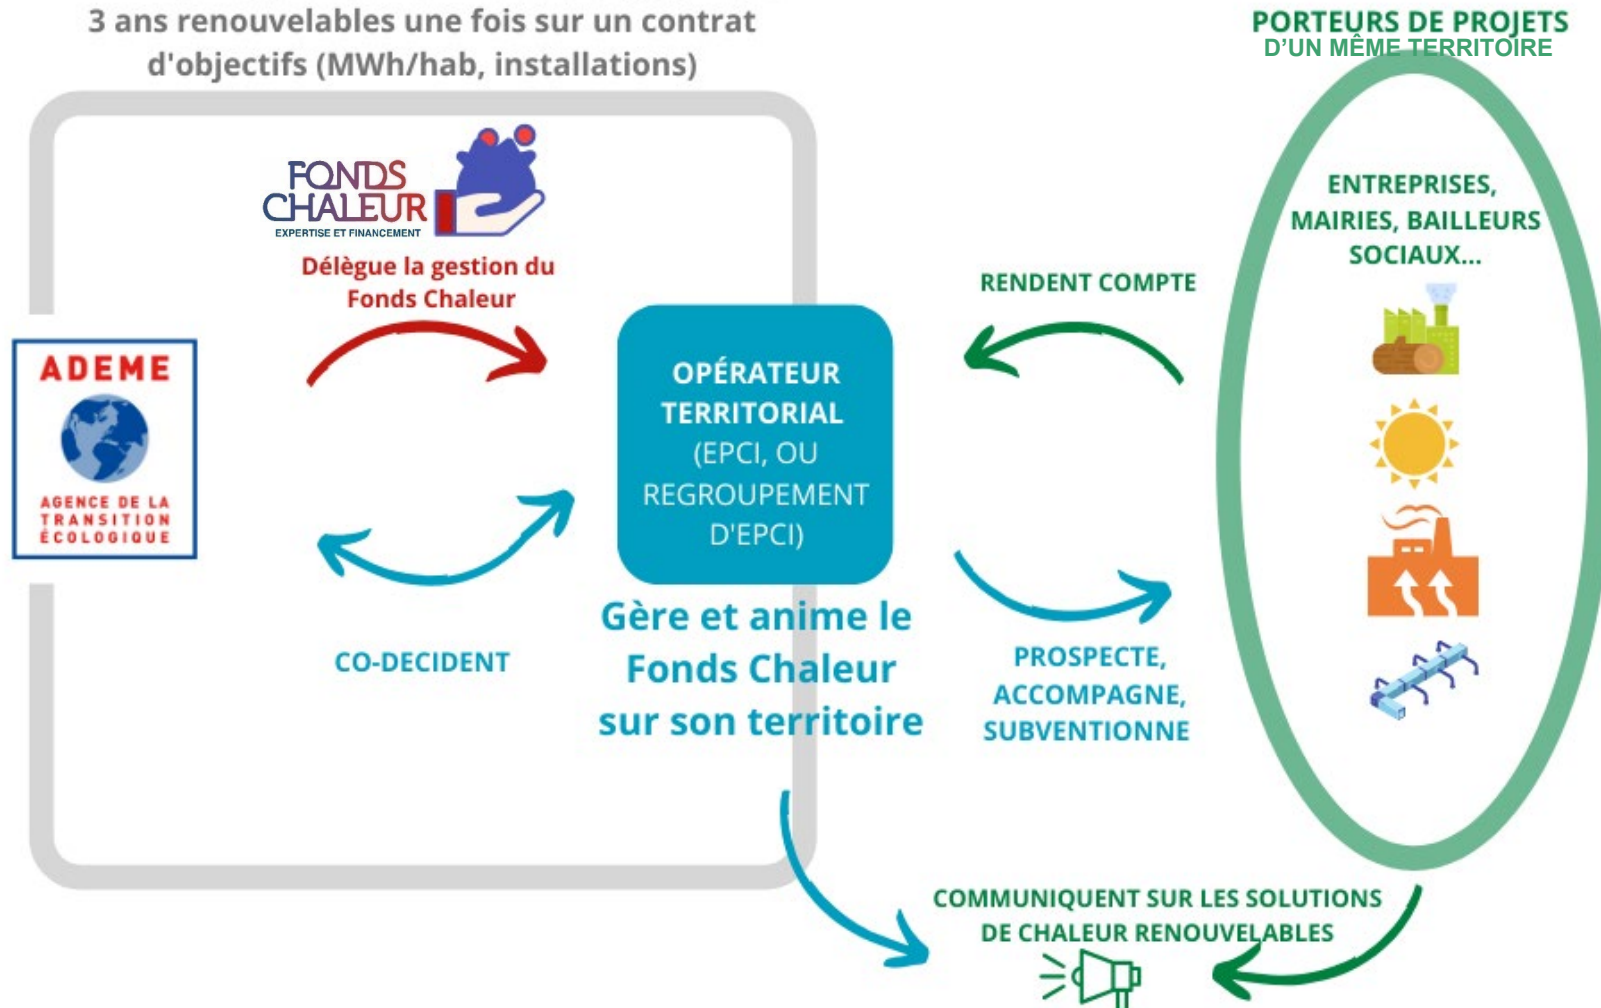 3 ans renouvelables une fois sur un contrat
d'objectifs (MWh/hab, installations)
PORTEURS DE PROJETS
D'UN MÊME TERRITOIRE
FONDS
CHALEUR
EXPERTISE ET FINANCEMENT
Délègue la gestion du
Fonds Chaleur
ADEME
AGENCE DE LA
TRANSITION
ÉCOLOGIQUE
CO-DECIDENT
OPÉRATEUR
TERRITORIAL
(EPCI, OU
REGROUPEMENT
D'EPCI)
Gère et anime le
Fonds Chaleur
sur son territoire
RENDENT COMPTE
PROSPECTE,
ACCOMPAGNE,
SUBVENTIONNE
ENTREPRISES,
MAIRIES, BAILLEURS
SOCIAUX...
COMMUNIQUENT SUR LES SOLUTIONS
DE CHALEUR RENOUVELABLES